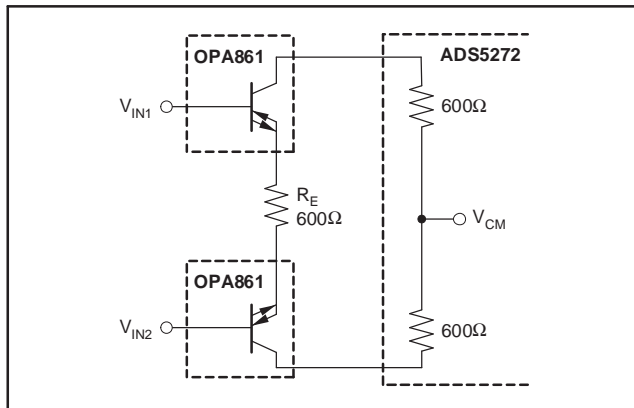 OPA861
ADS5272
V_IN1
600Ω
R_E
600Ω
V_CM
OPA861
V_IN2
600Ω